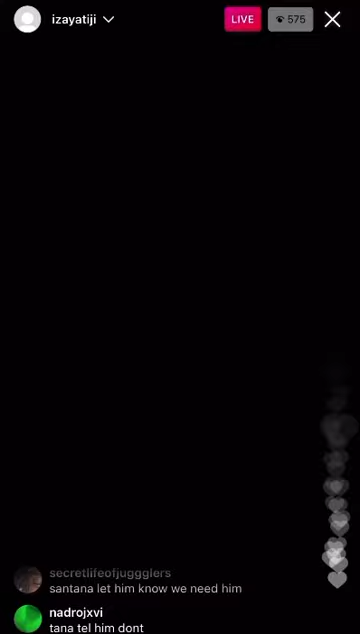 izayatiji
LIVE
575
secretlifeofjuggglers
santana let him know we need him
nadrojxvi
tana tel him dont